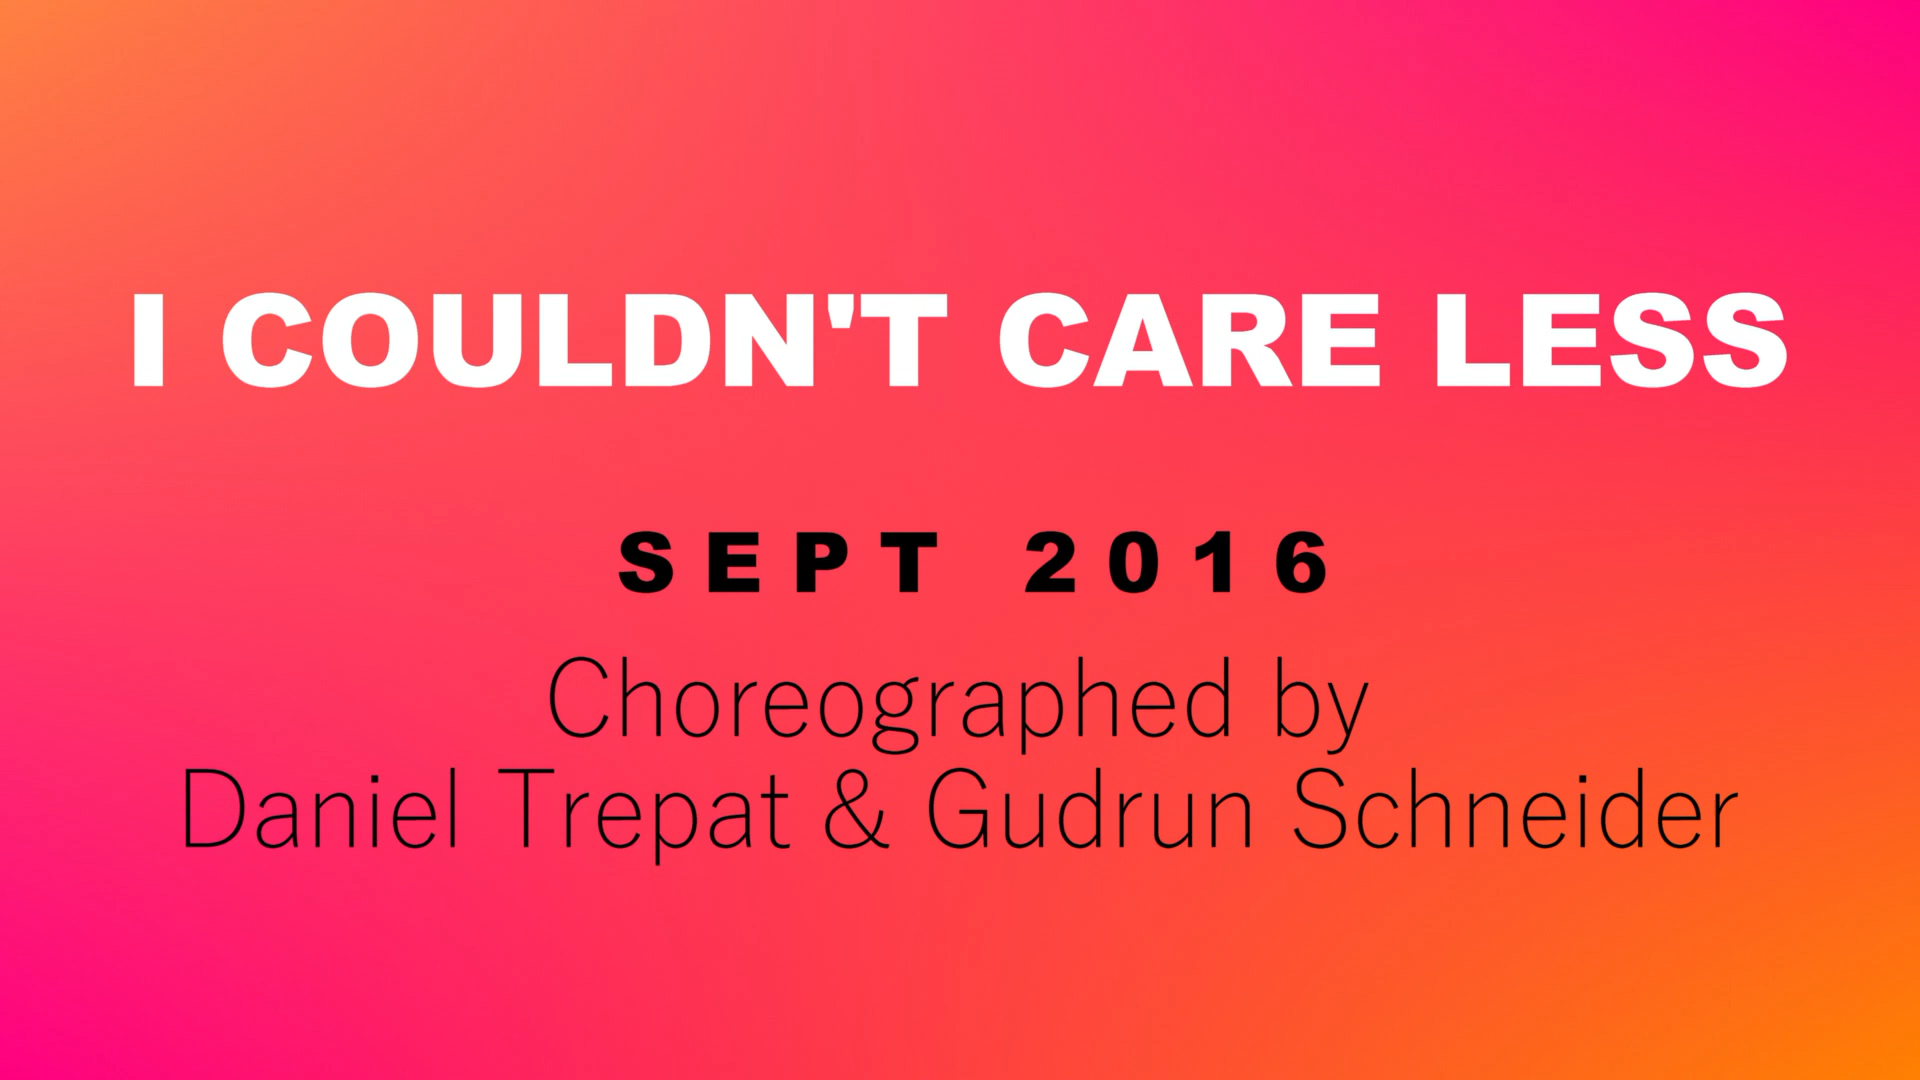 I COULDN'T CARE LESS
SEPT 2016
Choreographed by
Daniel Trepat & Gudrun Schneider